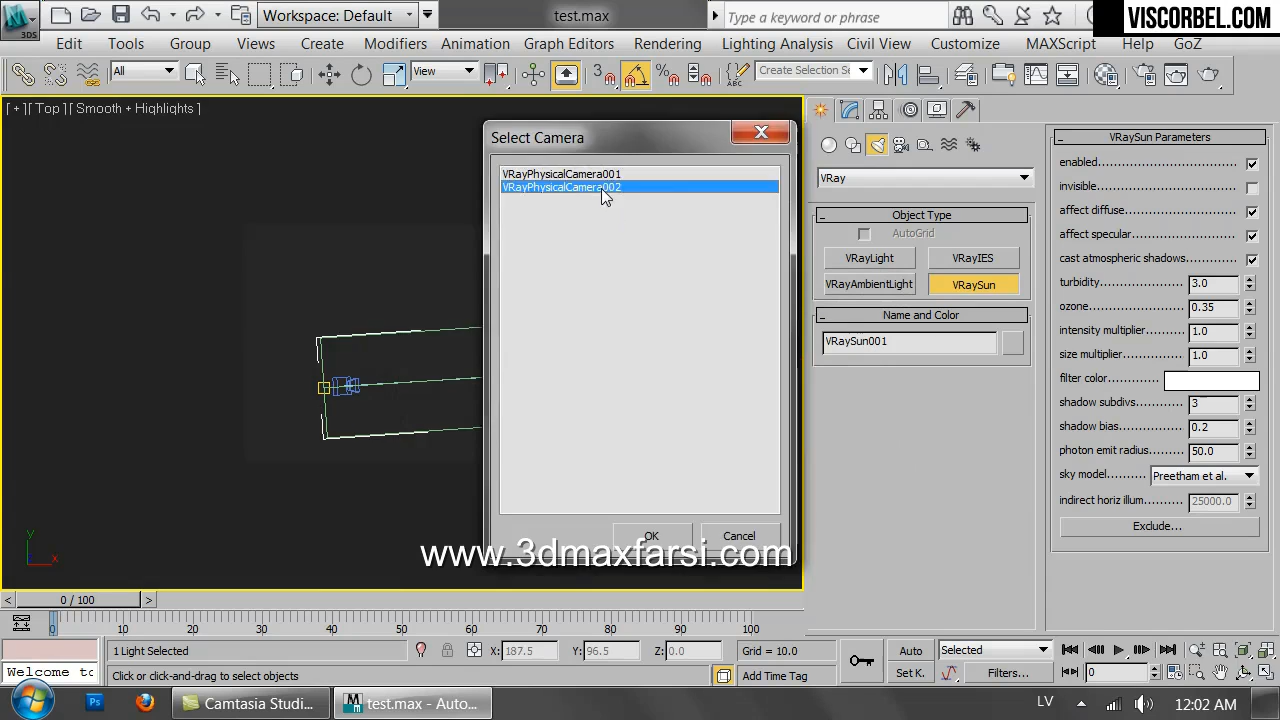 3DS
Workspace: Default
test.max
Type a keyword or phrase
VISCORBEL.COM
Edit Tools Group Views Create Modifiers Animation Graph Editors Rendering Lighting Analysis Civil View Customize MAXScript Help GoZ
All
View
3
ABC
Create Selection Se
[ + ][ Top ][ Smooth + Highlights ]
Select Camera
VRayPhysicalCamera001
VRayPhysicalCamera002
OK
Cancel
www.3dmaxfarsi.com
y
x
VRay
Object Type
AutoGrid
VRayLight
VRayIES
VRayAmbientLight
VRaySun
Name and Color
VRaySun001
VRaySun Parameters
enabled
invisible
affect diffuse
affect specular
cast atmospheric shadows
turbidity 3.0
ozone 0.35
intensity multiplier 1.0
size multiplier 1.0
filter color
shadow subdivs 3
shadow bias 0.2
photon emit radius 50.0
sky model Preetham et al.
indirect horiz illum 25000.0
Exclude...
< 0 / 100 >
0 10 20 30 40 50 60 70 80 90 100
1 Light Selected
X: 187.5
Y: 96.5
Z: 0.0
Grid = 10.0
Auto
Selected
Welcome to
Click or click-and-drag to select objects
Add Time Tag
Set K.
Filters...
0
Camtasia Studi...
test.max - Auto...
LV
12:02 AM